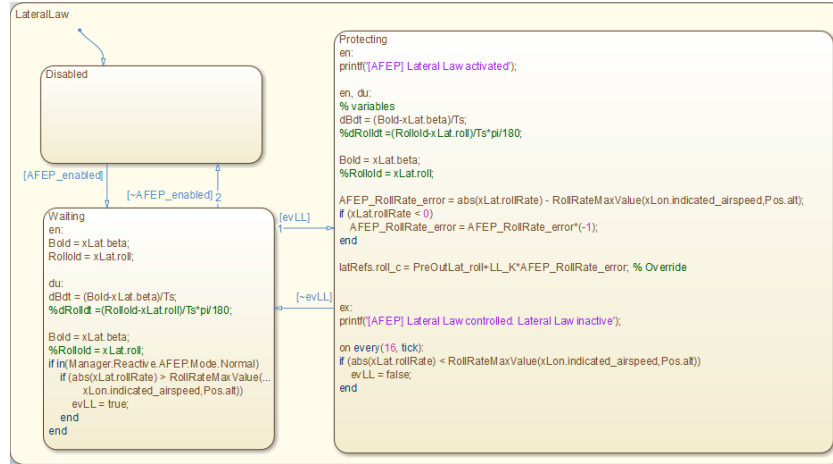 LateralLaw
Disabled
[AFEP_enabled]
[~AFEP_enabled]
2
Waiting
en:
Bold = xLat.beta;
Rollold = xLat.roll;
du:
dBdt = (Bold-xLat.beta)/Ts;
%dRolldt =(Rollold-xLat.roll)/Ts*pi/180;
Bold = xLat.beta;
%Rollold = xLat.roll;
if in(Manager.Reactive.AFEP.Mode.Normal)
if (abs(xLat.rollRate) > RollRateMaxValue(...
xLon.indicated_airspeed,Pos.alt))
evLL = true;
end
end
[evLL]
1
[~evLL]
Protecting
en:
printf('[AFEP] Lateral Law activated');
en, du:
% variables
dBdt = (Bold-xLat.beta)/Ts;
%dRolldt =(Rollold-xLat.roll)/Ts*pi/180;
Bold = xLat.beta;
%Rollold = xLat.roll;
AFEP_RollRate_error = abs(xLat.rollRate) - RollRateMaxValue(xLon.indicated_airspeed,Pos.alt);
if (xLat.rollRate < 0)
AFEP_RollRate_error = AFEP_RollRate_error*(-1);
end
latRefs.roll_c = PreOutLat_roll+LL_K*AFEP_RollRate_error; % Override
ex:
printf('[AFEP] Lateral Law controlled. Lateral Law inactive');
on every(16, tick):
if (abs(xLat.rollRate) < RollRateMaxValue(xLon.indicated_airspeed,Pos.alt))
evLL = false;
end